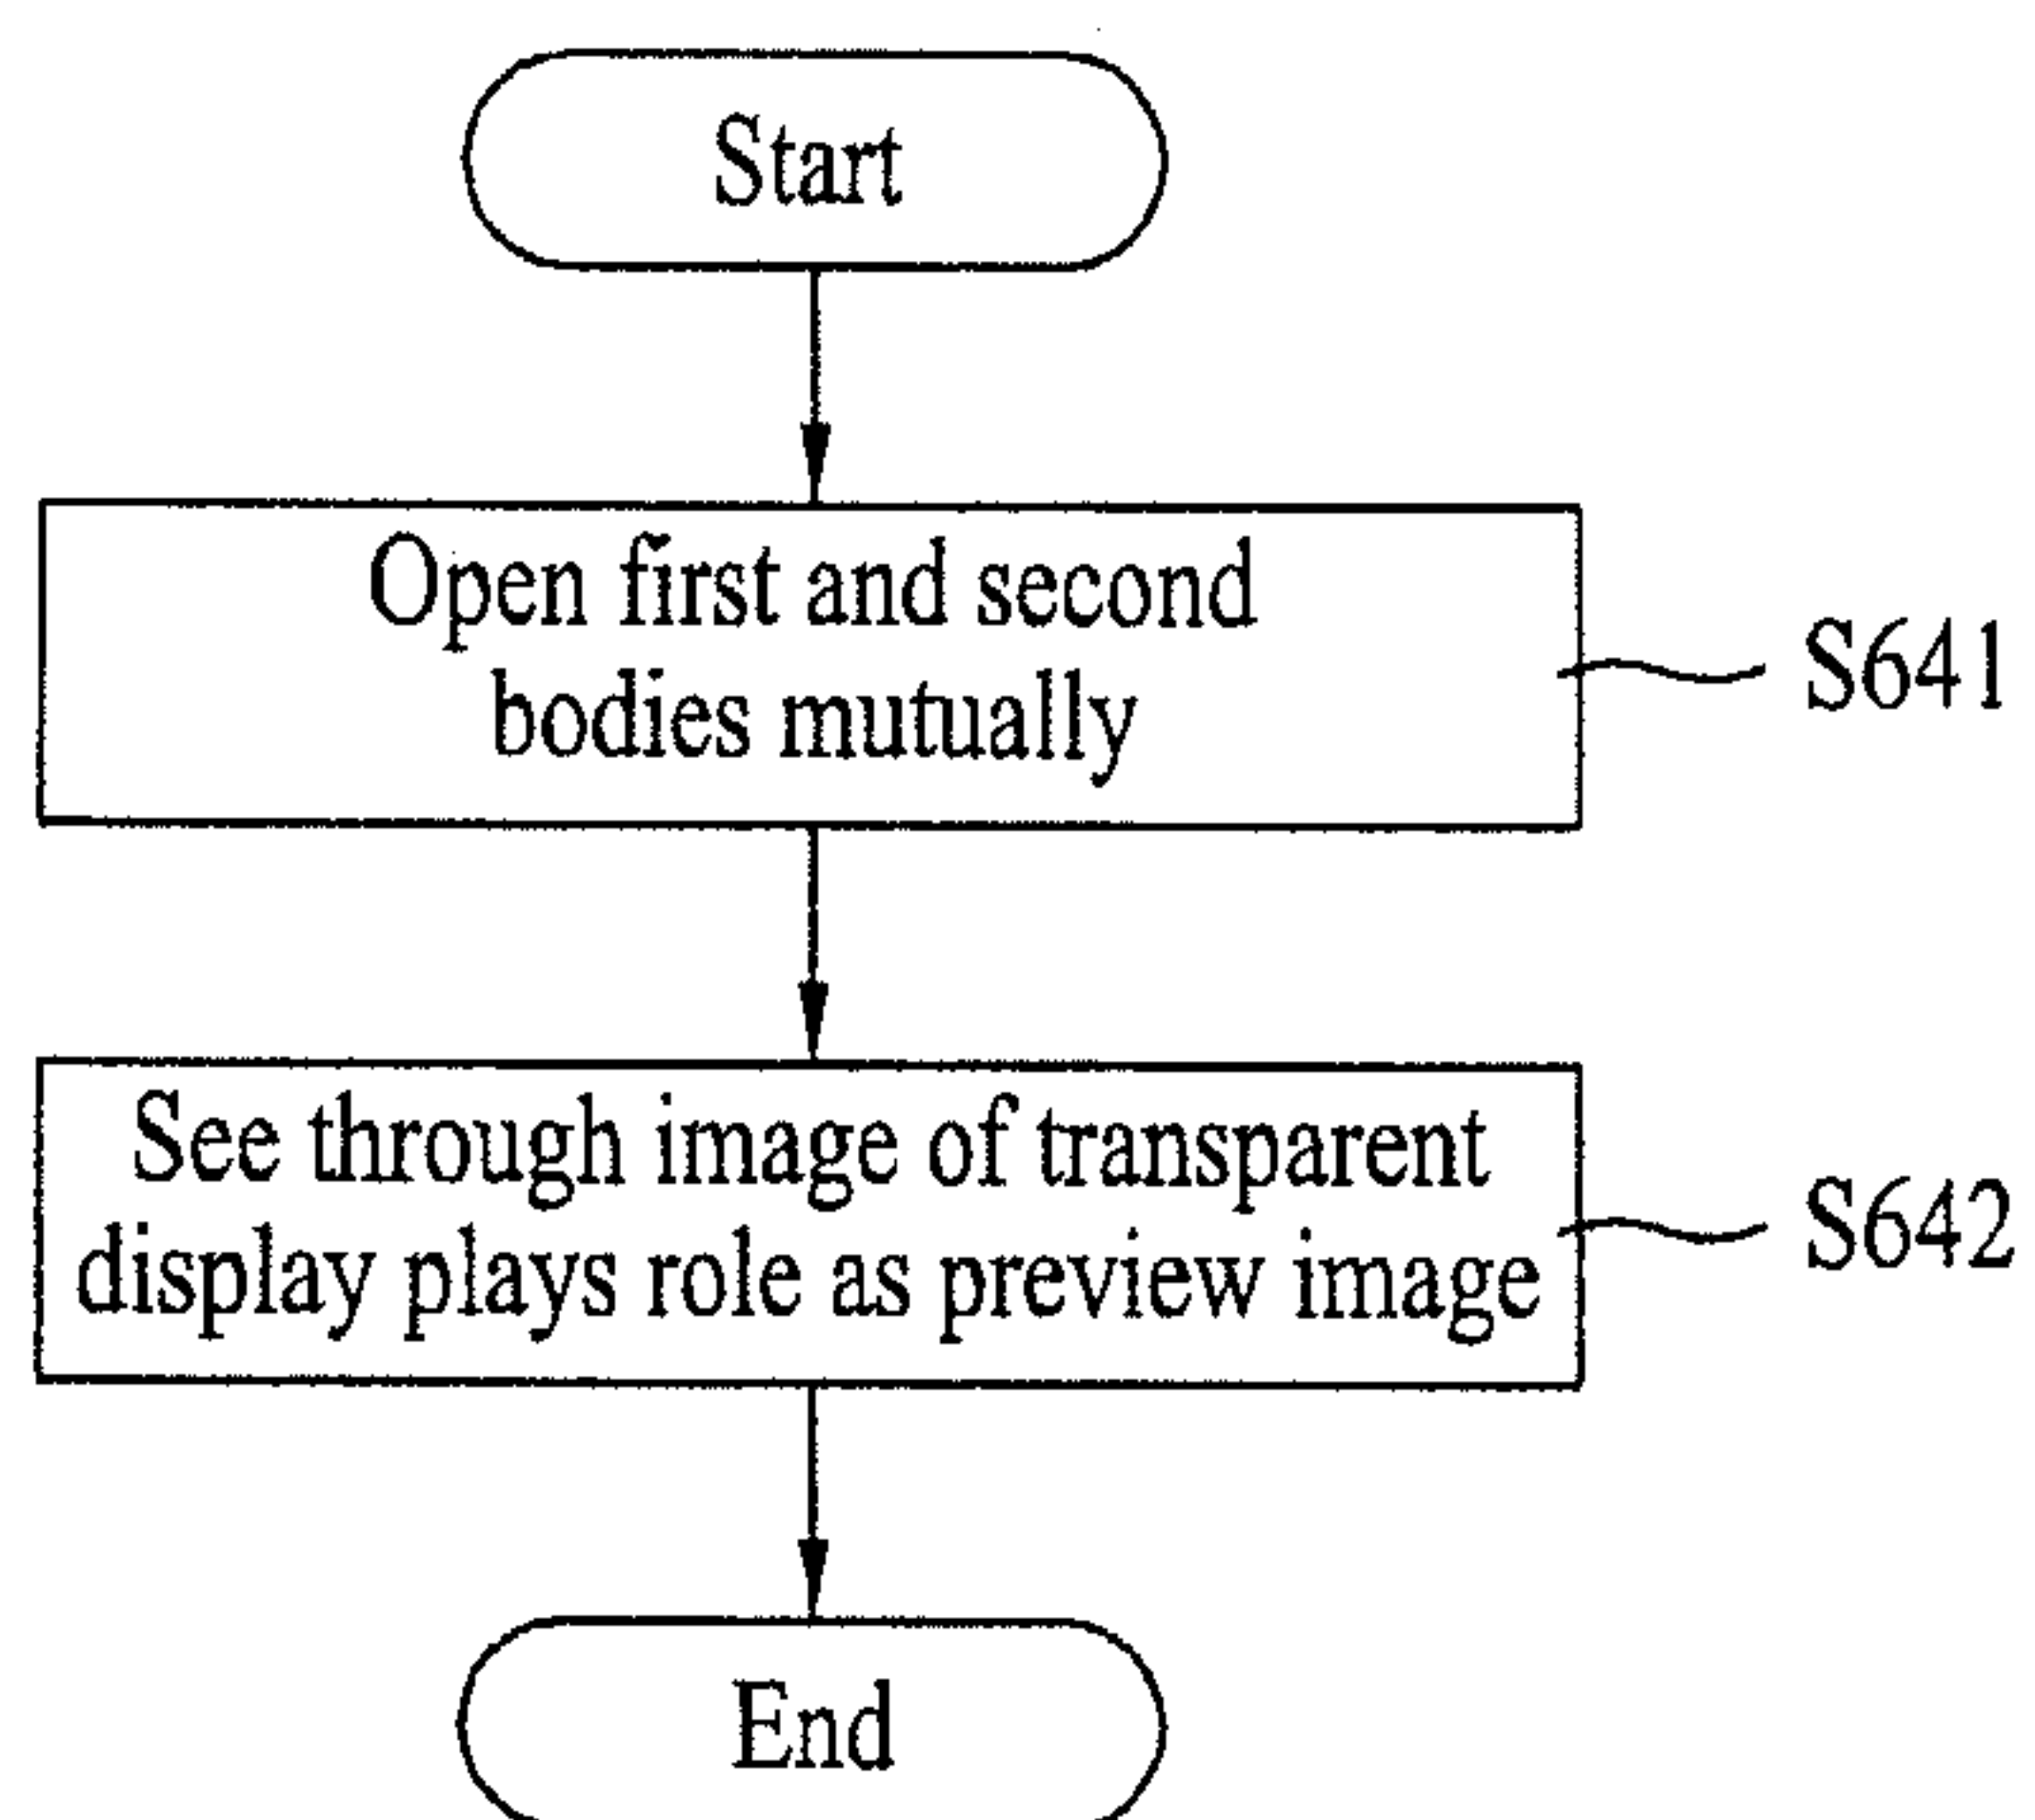 Start
Open first and second
bodies mutually
S641
See through image of transparent
display plays role as preview image
S642
End